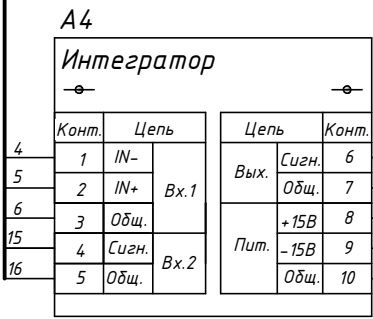 А4
Интегратор
Конт. Цепь Цепь Конт.
4 1 IN– Вх.1 Вых. Сигн. 6
5 2 IN+ Общ. 7
6 3 Общ. Пит. +15В 8
15 4 Сигн. Вх.2 –15В 9
16 5 Общ. Общ. 10